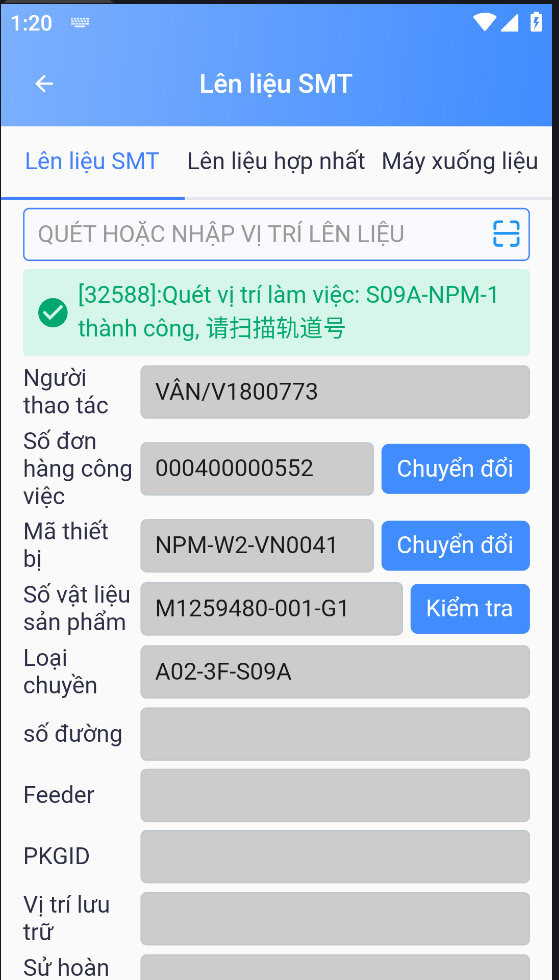 1:20
Lên liệu SMT
Lên liệu SMT Lên liệu hợp nhất Máy xuống liệu
QUÉT HOẶC NHẬP VỊ TRÍ LÊN LIỆU
[32588]:Quét vị trí làm việc: S09A-NPM-1
thành công, 请扫描轨道号
Người
thao tác
VÂN/V1800773
Số đơn
hàng công
việc
000400000552
Chuyển đổi
Mã thiết
bị
NPM-W2-VN0041
Chuyển đổi
Số vật liệu
sản phẩm
M1259480-001-G1
Kiểm tra
Loại
chuyền
A02-3F-S09A
số đường
Feeder
PKGID
Vị trí lưu
trữ
Sử hoàn